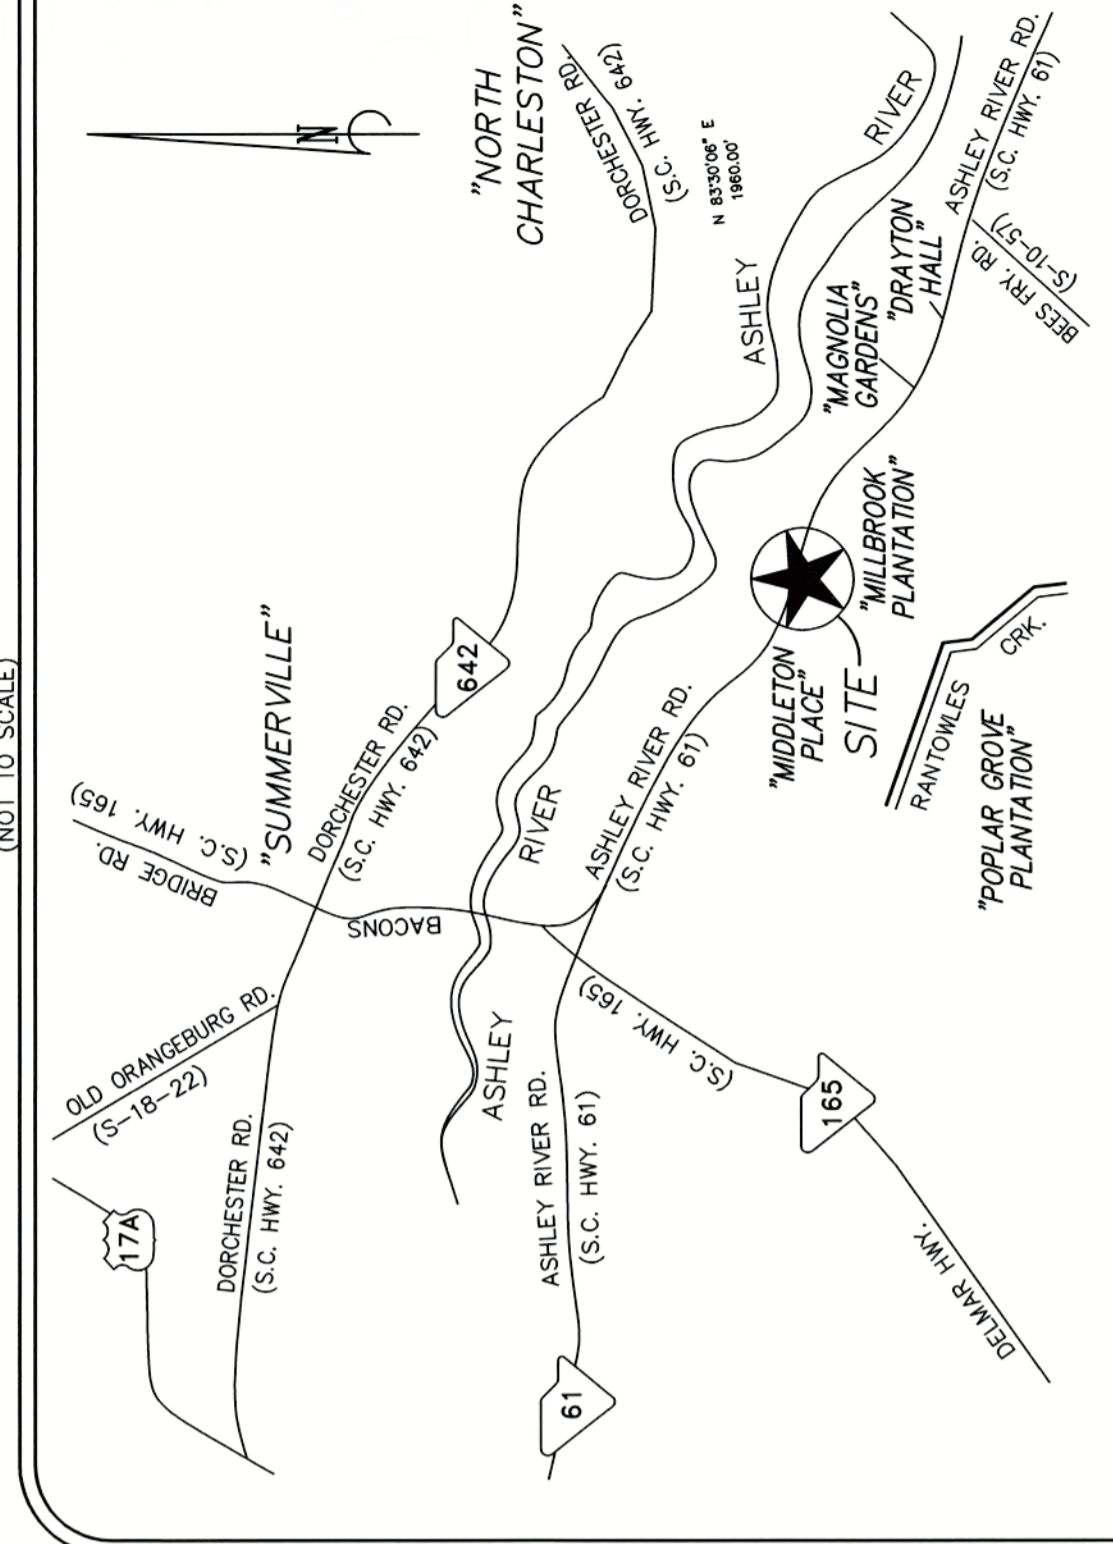 (NOT TO SCALE)
N
"NORTH
CHARLESTON"
DORCHESTER RD.
(S.C. HWY. 642)
N 83°30'06" E
1960.00'
"SUMMERVILLE"
(S.C. HWY. 165)
BRIDGE RD.
BACONS
DORCHESTER RD.
(S.C. HWY. 642)
642
OLD ORANGEBURG RD.
(S-18-22)
17A
DORCHESTER RD.
(S.C. HWY. 642)
ASHLEY
RIVER
ASHLEY
RIVER
ASHLEY RIVER RD.
(S.C. HWY. 61)
61
ASHLEY RIVER RD.
(S.C. HWY. 61)
(S.C. HWY. 165)
165
DELMAR HWY.
"MIDDLETON
PLACE"
SITE
"MILLBROOK
PLANTATION"
"MAGNOLIA
GARDENS"
"DRAYTON
HALL"
ASHLEY RIVER RD.
(S.C. HWY. 61)
BEES FRY. RD.
(S-10-57)
RANTOWLES
CRK.
"POPLAR GROVE
PLANTATION"